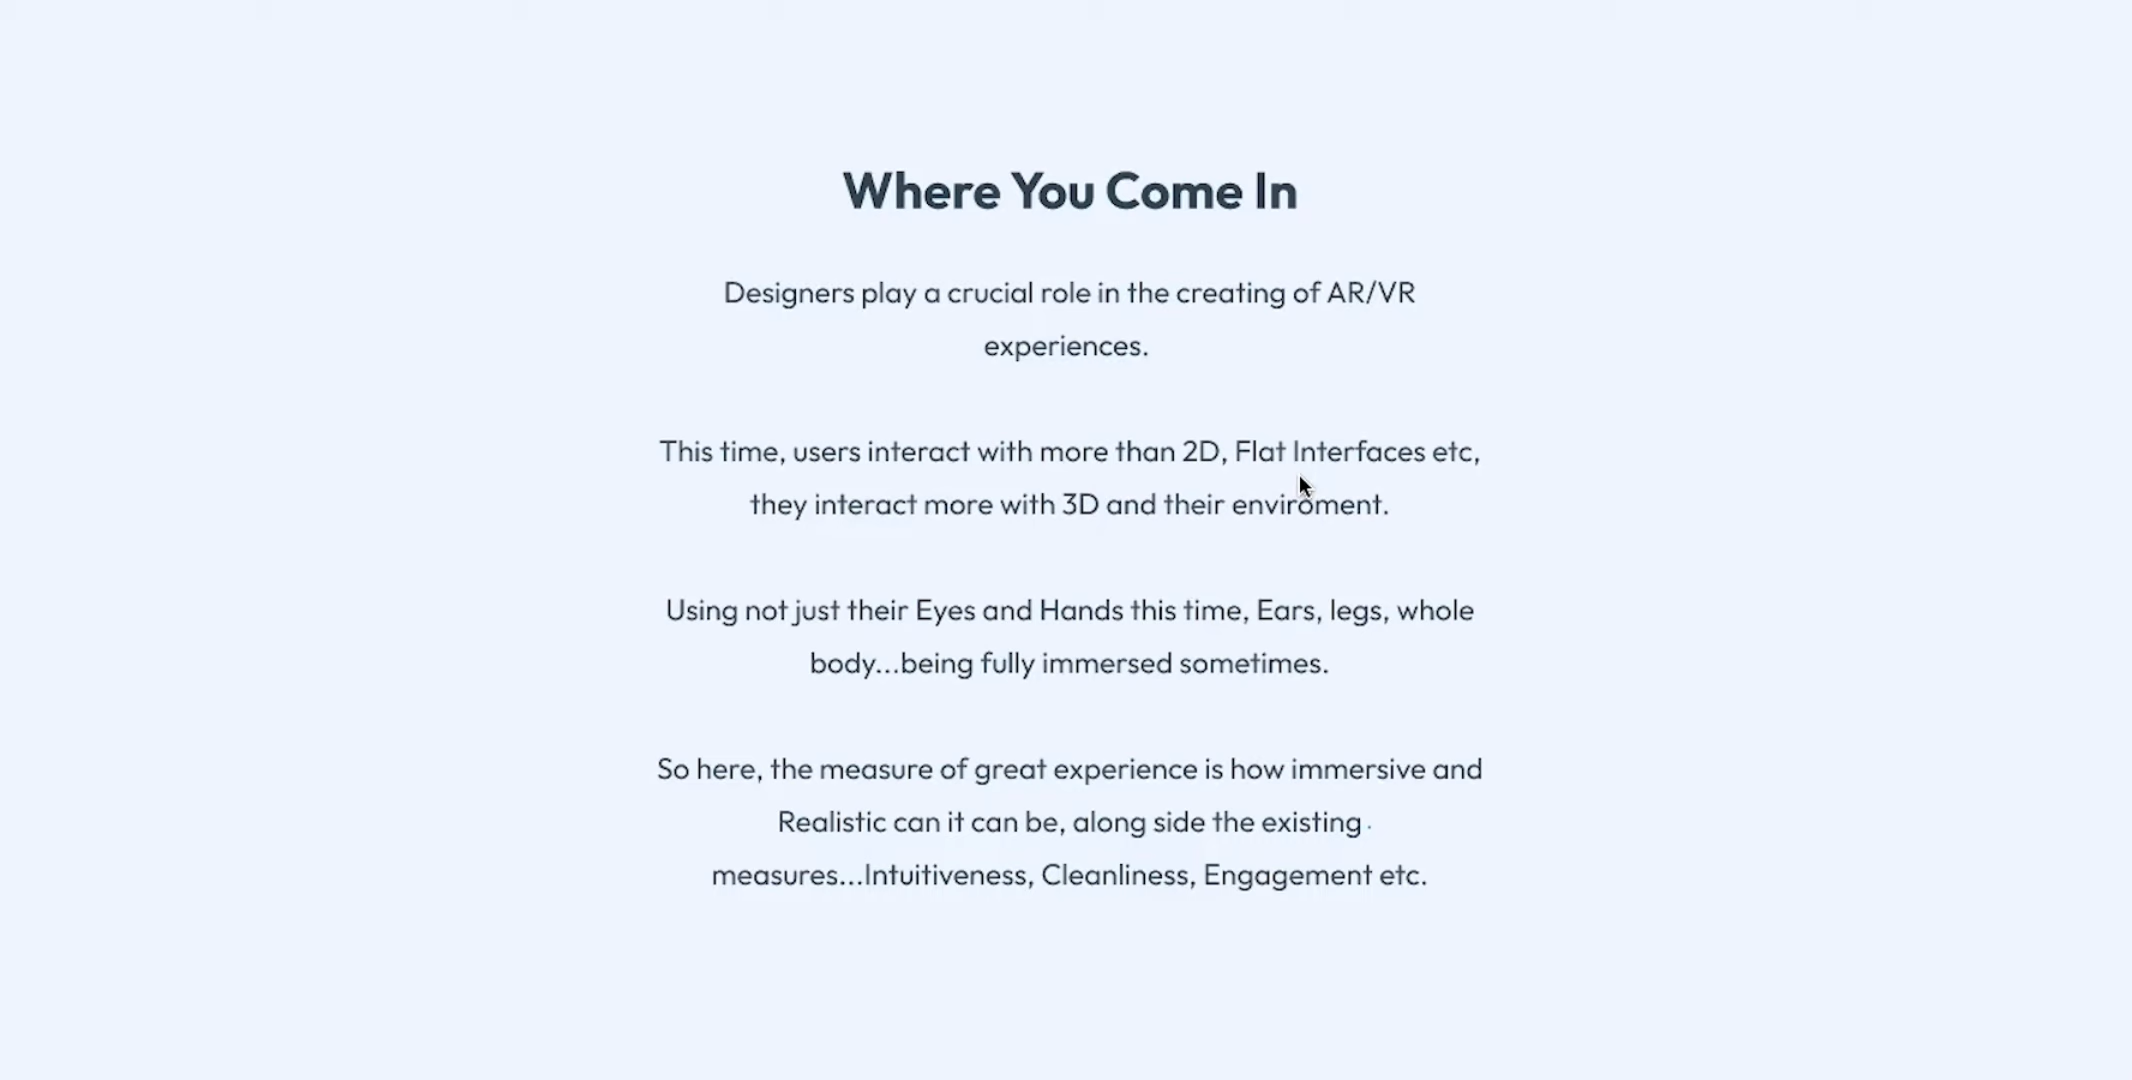 Where You Come In
Designers play a crucial role in the creating of AR/VR
experiences.
This time, users interact with more than 2D, Flat Interfaces etc,
they interact more with 3D and their enviroment.
Using not just their Eyes and Hands this time, Ears, legs, whole
body...being fully immersed sometimes.
So here, the measure of great experience is how immersive and
Realistic can it can be, along side the existing
measures...Intuitiveness, Cleanliness, Engagement etc.